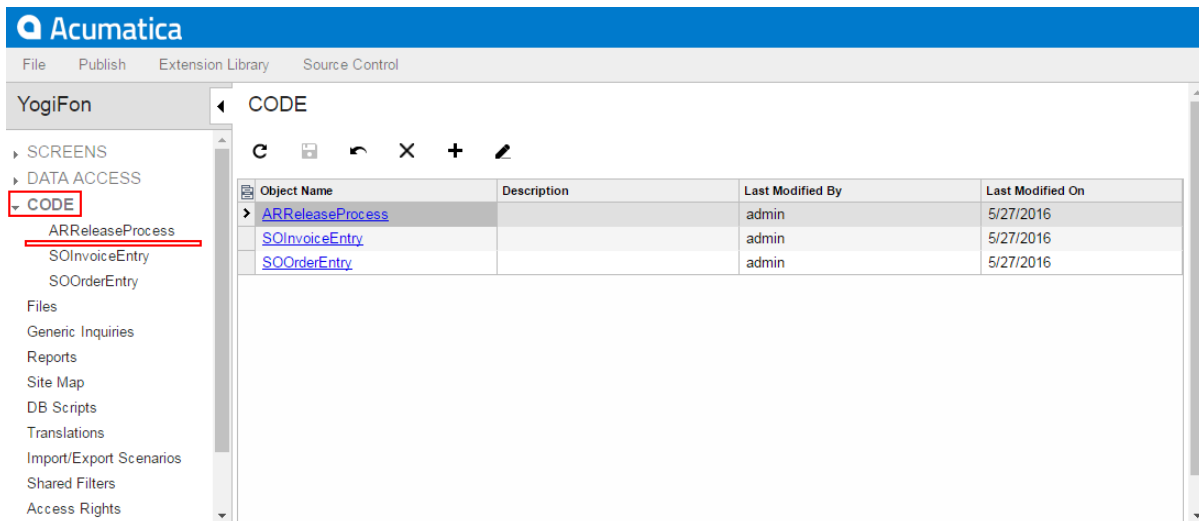 Acumatica
File Publish Extension Library Source Control
YogiFon
CODE
SCREENS
DATA ACCESS
CODE
ARReleaseProcess
SOInvoiceEntry
SOOrderEntry
Files
Generic Inquiries
Reports
Site Map
DB Scripts
Translations
Import/Export Scenarios
Shared Filters
Access Rights
Object Name Description Last Modified By Last Modified On
ARReleaseProcess admin 5/27/2016
SOInvoiceEntry admin 5/27/2016
SOOrderEntry admin 5/27/2016